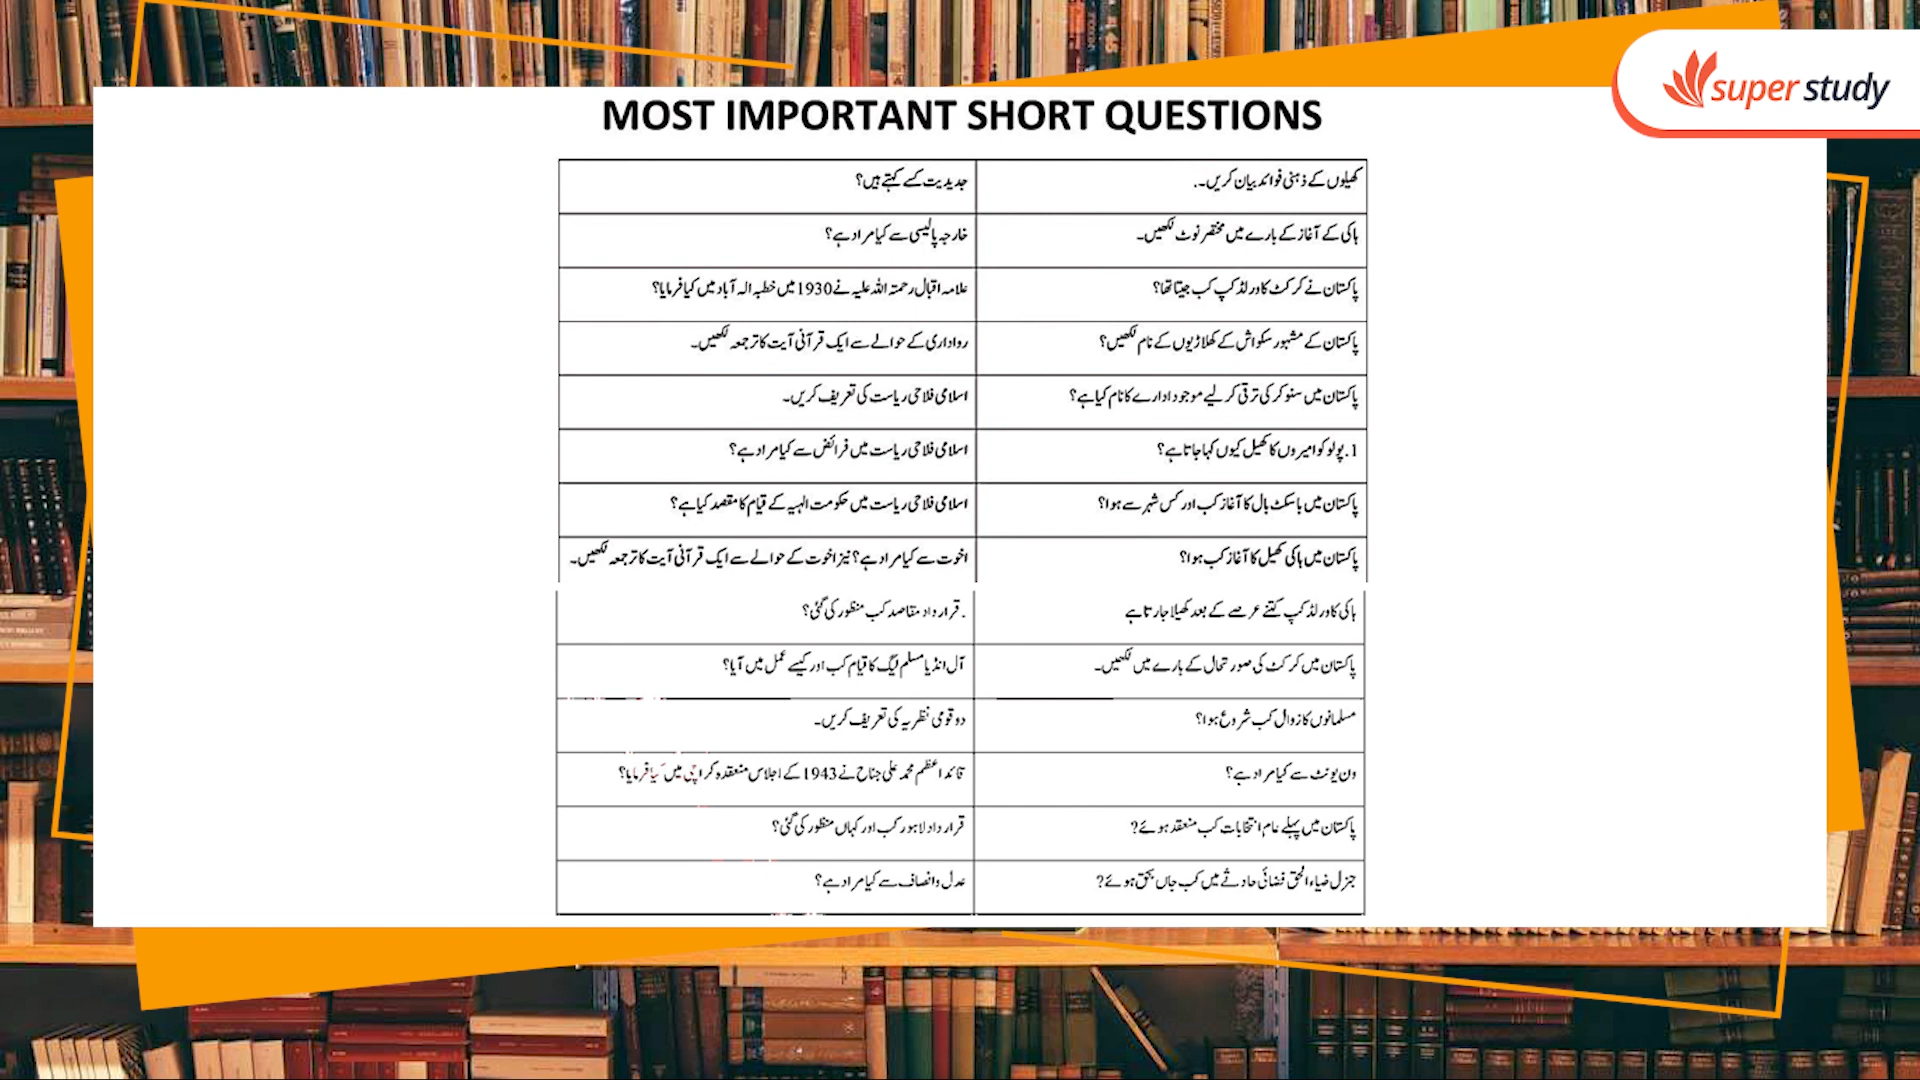 super study
MOST IMPORTANT SHORT QUESTIONS
کھیلوں کے ذہنی فوائد بیان کریں۔.
جدیدیت کسے کہتے ہیں؟
ہاکی کے آغاز کے بارے میں مختصر نوٹ لکھیں۔
خارجہ پالیسی سے کیا مراد ہے؟
پاکستان نے کرکٹ کا ورلڈ کپ کب جیتا تھا؟
علامہ اقبال رحمتہ اللہ علیہ نے 1930 میں خطبہ الہ آباد میں کیا فرمایا؟
پاکستان کے مشہور سکواش کے کھلاڑیوں کے نام لکھیں؟
رواداری کے حوالے سے ایک قرآنی آیت کا ترجمہ لکھیں۔
پاکستان میں سنوکر کی ترقی کر لیے موجود ادارے کا نام کیا ہے؟
اسلامی فلاحی ریاست کی تعریف کریں۔
1. پولو کو امیروں کا کھیل کیوں کہا جاتا ہے؟
اسلامی فلاحی ریاست میں فرائض سے کیا مراد ہے؟
پاکستان میں باسکٹ بال کا آغاز کب اور کس شہر سے ہوا؟
اسلامی فلاحی ریاست میں حکومت الہیہ کے قیام کا مقصد کیا ہے؟
پاکستان میں ہاکی کھیل کا آغاز کب ہوا؟
اخوت سے کیا مراد ہے؟ نیز اخوت کے حوالے سے ایک قرآنی آیت کا ترجمہ لکھیں۔
ہاکی کا ورلڈ کپ کتنے عرصے کے بعد کھیلا جارتا ہے
. قرار داد مقاصد کب منظور کی گئی؟
پاکستان میں کرکٹ کی صورتحال کے بارے میں لکھیں۔
آل انڈیا مسلم لیگ کا قیام کب اور کیسے عمل میں آیا؟
مسلمانوں کا زوال کب شروع ہوا؟
دو قومی نظریہ کی تعریف کریں۔
ون یونٹ سے کیا مراد ہے؟
قائد اعظم محمد علی جناح نے 1943 کے اجلاس منعقدہ کراچی میں کیا فرمایا؟
پاکستان میں پہلے عام انتخابات کب منعقد ہوئے?
قرار داد لاہور کب اور کہاں منظور کی گئی؟
جنرل ضیاء الحق فضائی حادثے میں کب جاں بحق ہوئے?
عدل و انصاف سے کیا مراد ہے؟